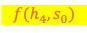 f(h₄, s₀)